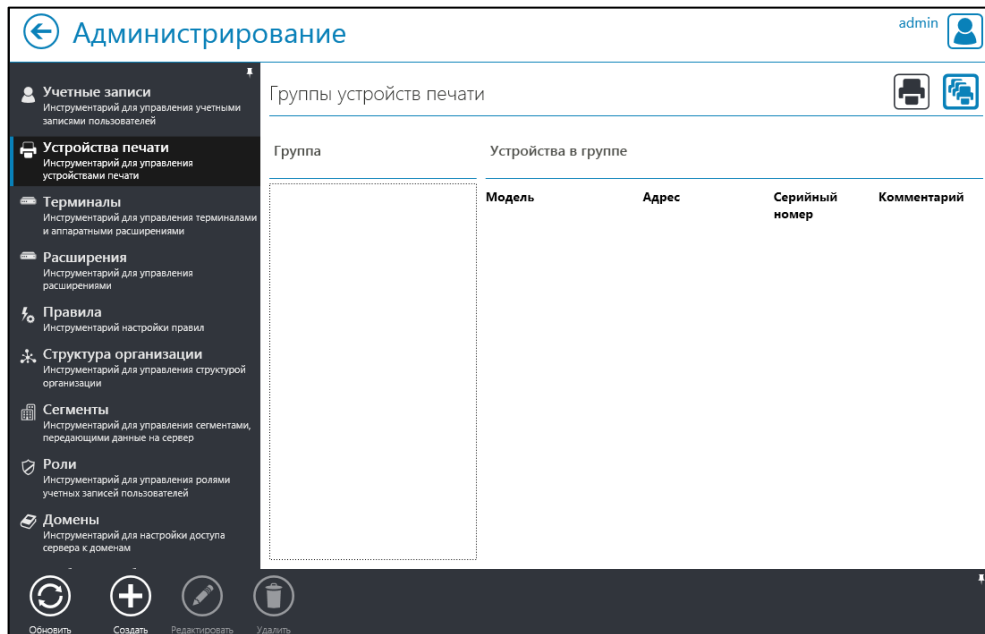 Администрирование
admin
Учетные записи
Инструментарий для управления учетными
записями пользователей
Устройства печати
Инструментарий для управления
устройствами печати
Терминалы
Инструментарий для управления терминалами
и аппаратными расширениями
Расширения
Инструментарий для управления
расширениями
Правила
Инструментарий настройки правил
Структура организации
Инструментарий для управления структурой
организации
Сегменты
Инструментарий для управления сегментами,
передающими данные на сервер
Роли
Инструментарий для управления ролями
учетных записей пользователей
Домены
Инструментарий для настройки доступа
сервера к доменам
Группы устройств печати
Группа
Устройства в группе
Модель
Адрес
Серийный
номер
Комментарий
Обновить
Создать
Редактировать
Удалить